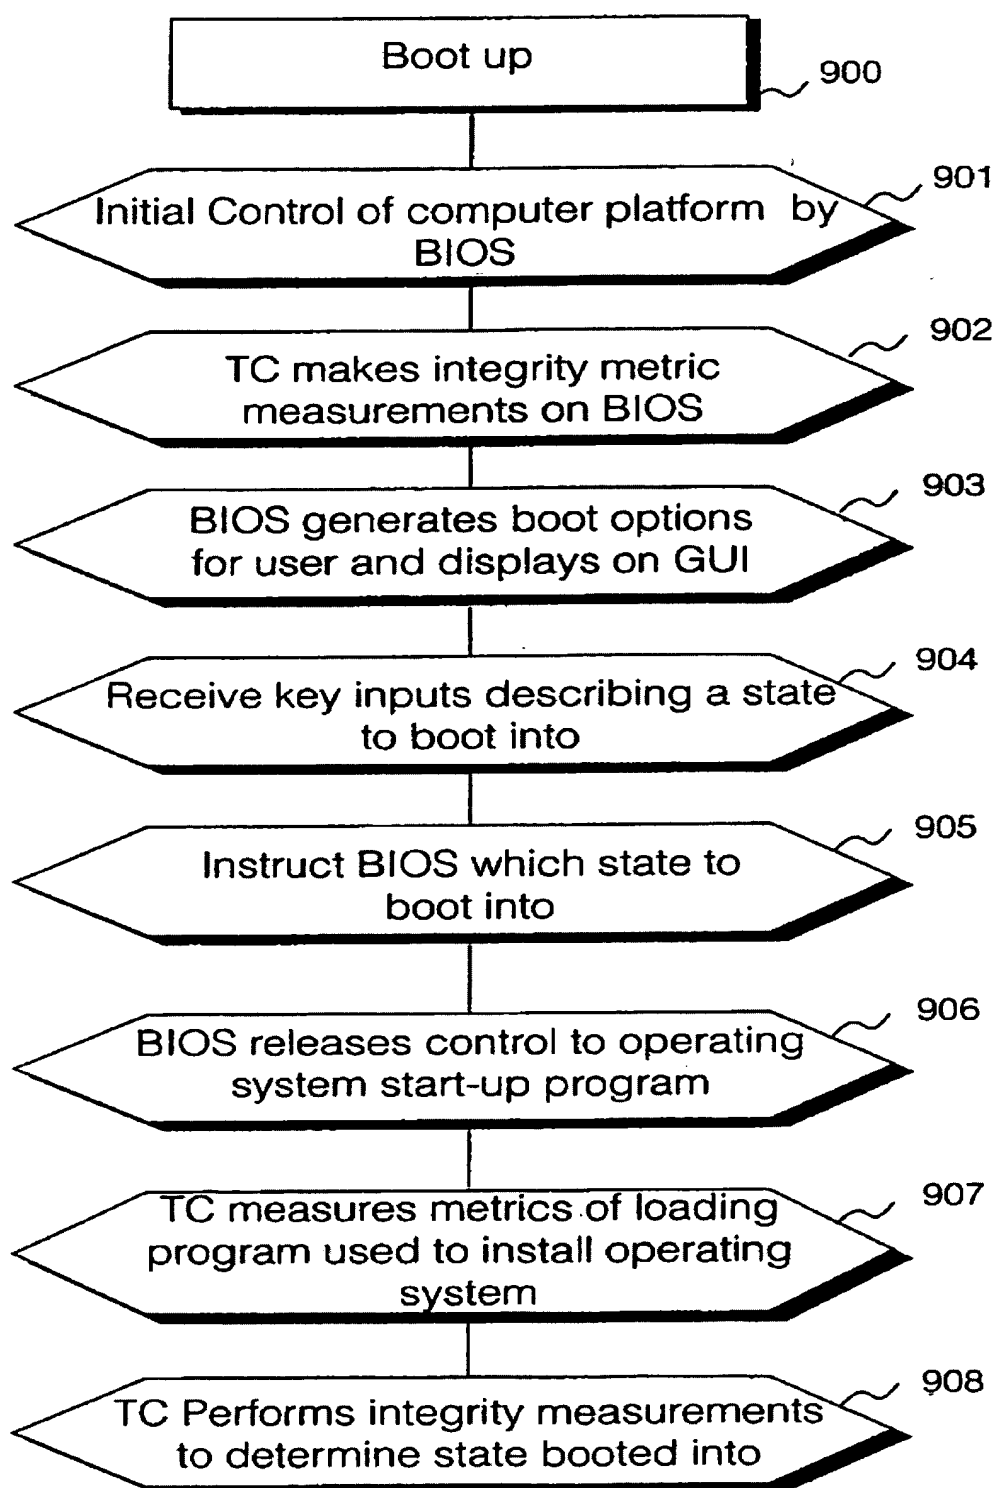 Boot up
900
901
Initial Control of computer platform by
BIOS
902
TC makes integrity metric
measurements on BIOS
903
BIOS generates boot options
for user and displays on GUI
904
Receive key inputs describing a state
to boot into
905
Instruct BIOS which state to
boot into
906
BIOS releases control to operating
system start-up program
907
TC measures metrics of loading
program used to install operating
system
908
TC Performs integrity measurements
to determine state booted into